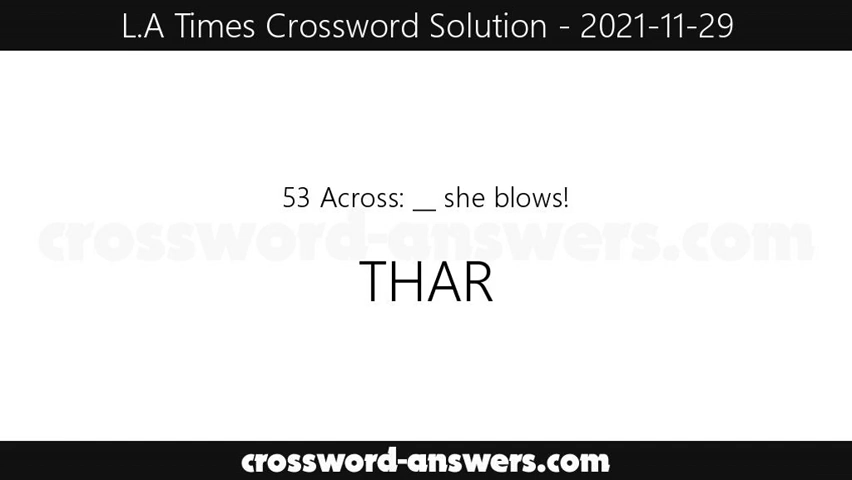 L.A Times Crossword Solution - 2021-11-29
53 Across: __ she blows!
crossword-answers.com
THAR
crossword-answers.com